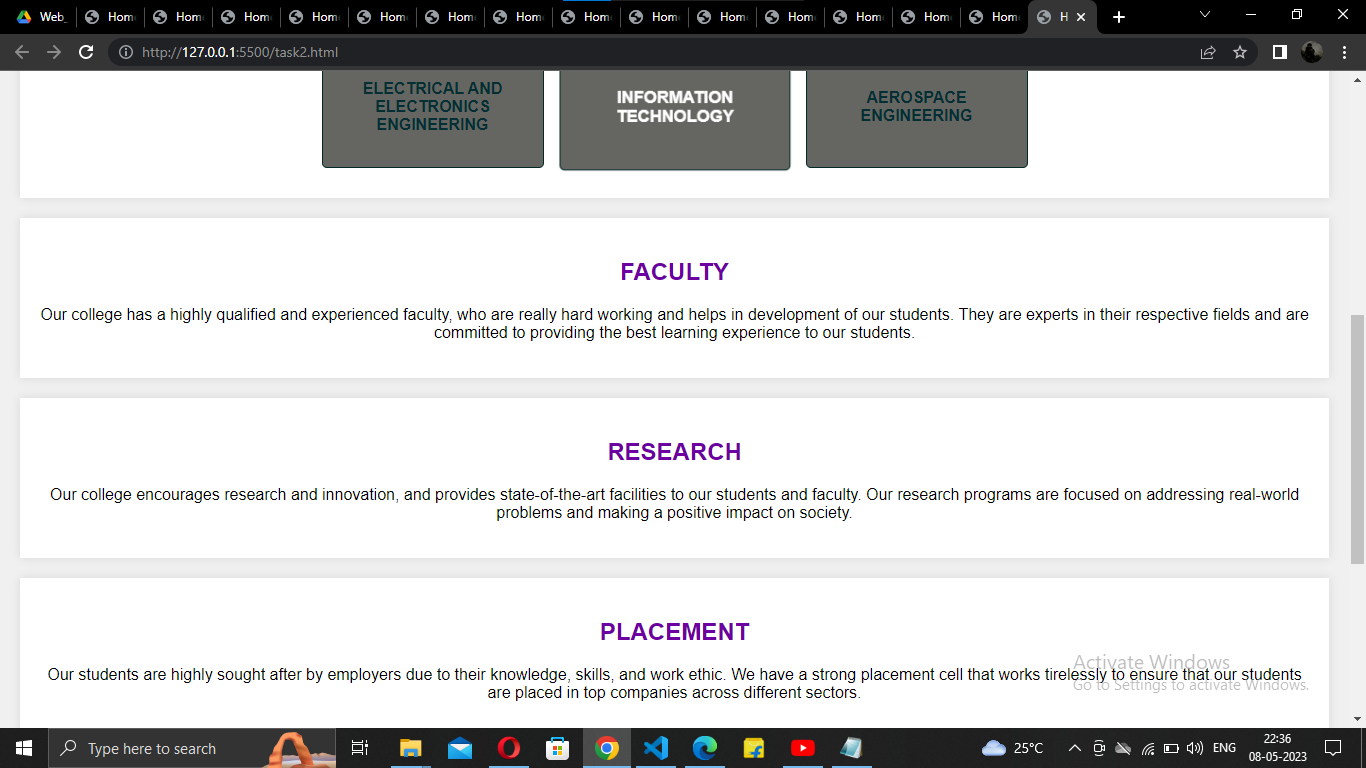 Web_ Hom Hom Hom Hom Hom Hom Hom Hom Hom Hom Hom Hom Hom Hom H
http://127.0.0.1:5500/task2.html
ELECTRICAL AND
ELECTRONICS
ENGINEERING
INFORMATION
TECHNOLOGY
AEROSPACE
ENGINEERING
FACULTY
Our college has a highly qualified and experienced faculty, who are really hard working and helps in development of our students. They are experts in their respective fields and are
committed to providing the best learning experience to our students.
RESEARCH
Our college encourages research and innovation, and provides state-of-the-art facilities to our students and faculty. Our research programs are focused on addressing real-world
problems and making a positive impact on society.
PLACEMENT
Our students are highly sought after by employers due to their knowledge, skills, and work ethic. We have a strong placement cell that works tirelessly to ensure that our students
are placed in top companies across different sectors.
Activate Windows
Go to Settings to activate Windows.
Type here to search
25°C
ENG
22:36
08-05-2023